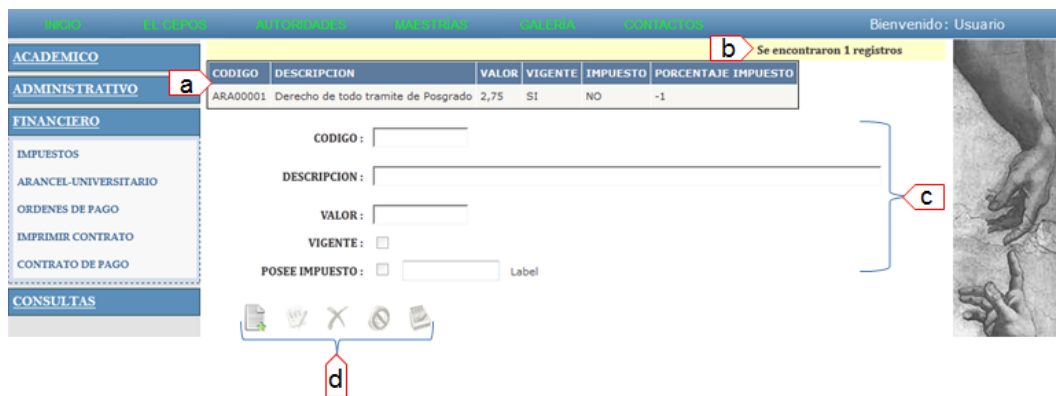 INICIO EL CEPOS AUTORIDADES MAESTRÍAS GALERÍA CONTACTOS Bienvenido: Usuario
ACADEMICO
ADMINISTRATIVO
FINANCIERO
IMPUESTOS
ARANCEL-UNIVERSITARIO
ORDENES DE PAGO
IMPRIMIR CONTRATO
CONTRATO DE PAGO
CONSULTAS
b Se encontraron 1 registros
a
CODIGO DESCRIPCION VALOR VIGENTE IMPUESTO PORCENTAJE IMPUESTO
ARA00001 Derecho de todo tramite de Posgrado 2,75 SI NO -1
CODIGO :
DESCRIPCION :
VALOR :
VIGENTE :
POSEE IMPUESTO : Label
c
d